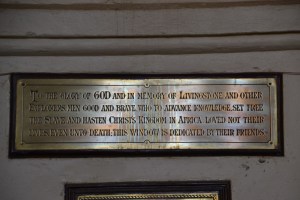 TO THE GLORY OF GOD AND IN MEMORY OF LIVINGSTONE AND OTHER
EXPLORERS MEN GOOD AND BRAVE WHO TO ADVANCE KNOWLEDGE, SET FREE
THE SLAVE AND HASTEN CHRIST'S KINGDOM IN AFRICA LOVED NOT THEIR
LIVES EVEN UNTO DEATH: THIS WINDOW IS DEDICATED BY THEIR FRIENDS.